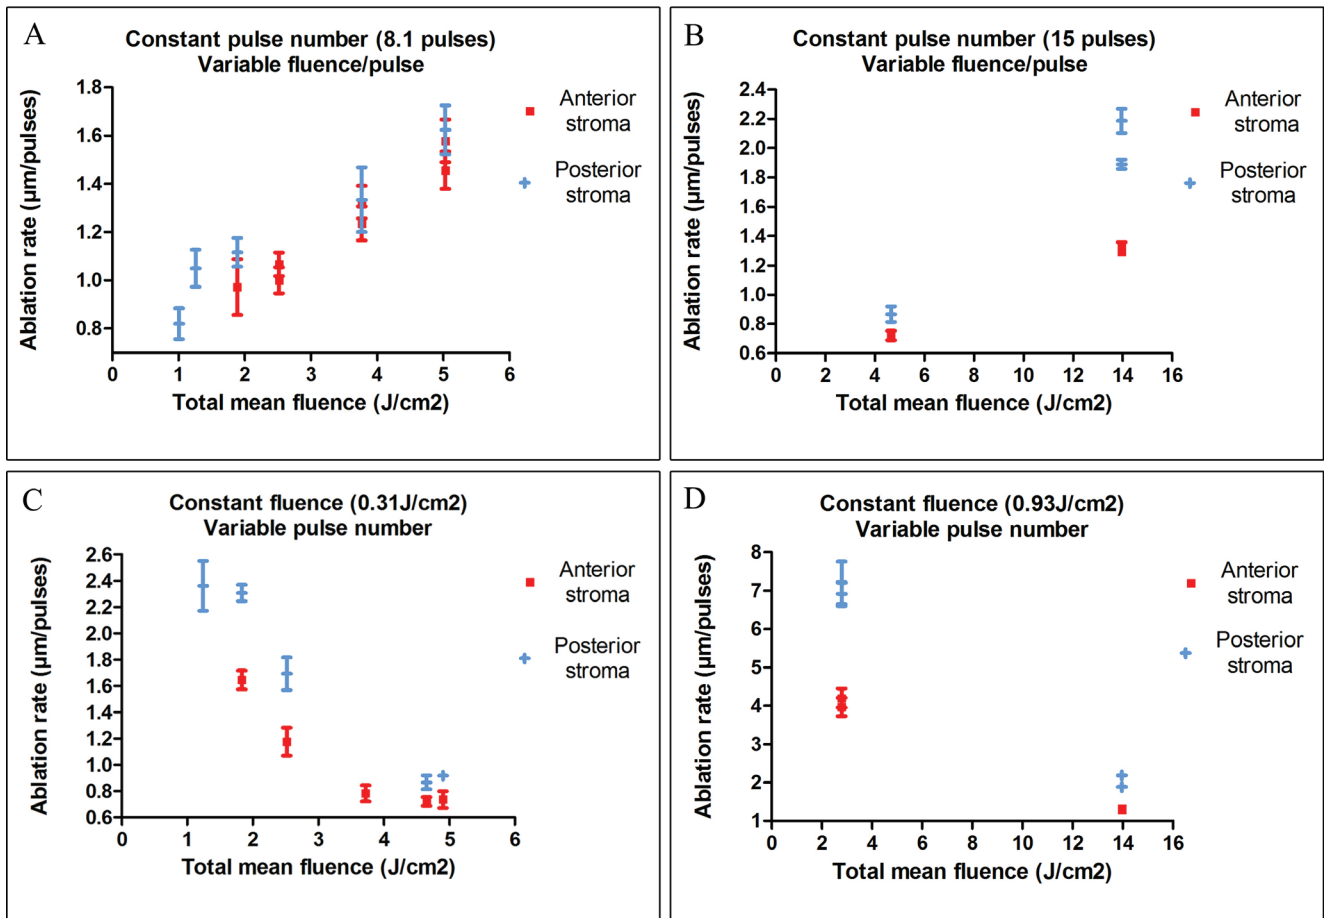 A
Constant pulse number (8.1 pulses)
Variable fluence/pulse
Ablation rate (µm/pulses)
1.8
1.6
1.4
1.2
1.0
0.8
0 1 2 3 4 5 6
Total mean fluence (J/cm2)
Anterior
stroma
Posterior
stroma
B
Constant pulse number (15 pulses)
Variable fluence/pulse
Ablation rate (µm/pulses)
2.4
2.2
2.0
1.8
1.6
1.4
1.2
1.0
0.8
0.6
0 2 4 6 8 10 12 14 16
Total mean fluence (J/cm2)
Anterior
stroma
Posterior
stroma
C
Constant fluence (0.31J/cm2)
Variable pulse number
Ablation rate (µm/pulses)
2.6
2.4
2.2
2.0
1.8
1.6
1.4
1.2
1.0
0.8
0.6
0 1 2 3 4 5 6
Total mean fluence (J/cm2)
Anterior
stroma
Posterior
stroma
D
Constant fluence (0.93J/cm2)
Variable pulse number
Ablation rate (µm/pulses)
8
7
6
5
4
3
2
1
0 2 4 6 8 10 12 14 16
Total mean fluence (J/cm2)
Anterior
stroma
Posterior
stroma